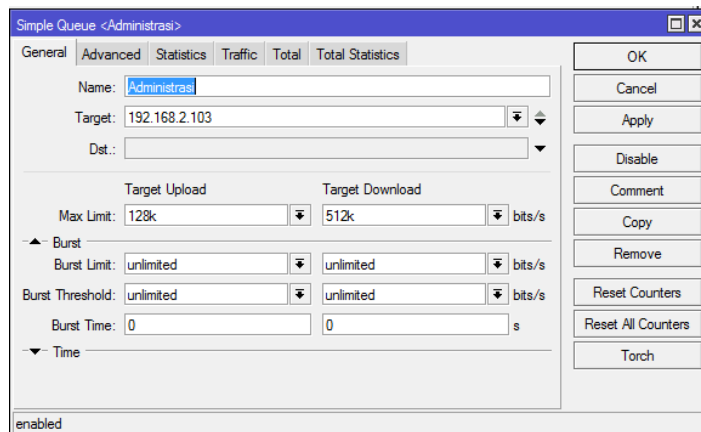 Simple Queue <Administrasi>
General Advanced Statistics Traffic Total Total Statistics
OK
Name: Administrasi
Cancel
Target: 192.168.2.103
Apply
Dst.:
Disable
Target Upload Target Download
Comment
Max Limit: 128k 512k bits/s
Copy
Burst
Remove
Burst Limit: unlimited unlimited bits/s
Burst Threshold: unlimited unlimited bits/s
Reset Counters
Burst Time: 0 0 s
Reset All Counters
Time
Torch
enabled